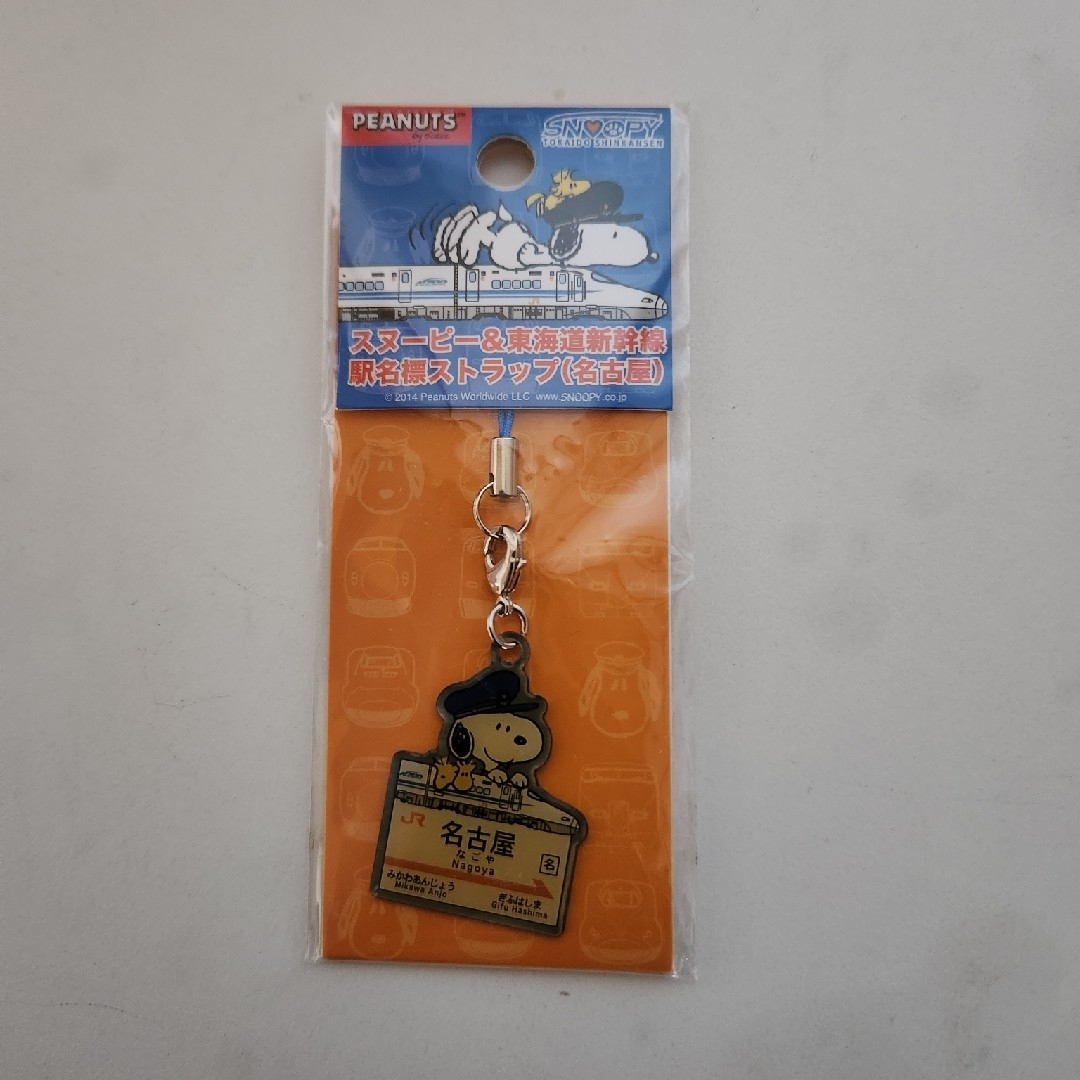 PEANUTS
by Schulz
SNOOPY
TOKAIDO SHINKANSEN
JR
スヌーピー&東海道新幹線
駅名標ストラップ(名古屋)
© 2014 Peanuts Worldwide LLC www.SNOOPY.co.jp
JR
名古屋
なごや
Nagoya
名
みかわあんじょう
Mikawa Anjo
ぎふはしま
Gifu Hashima